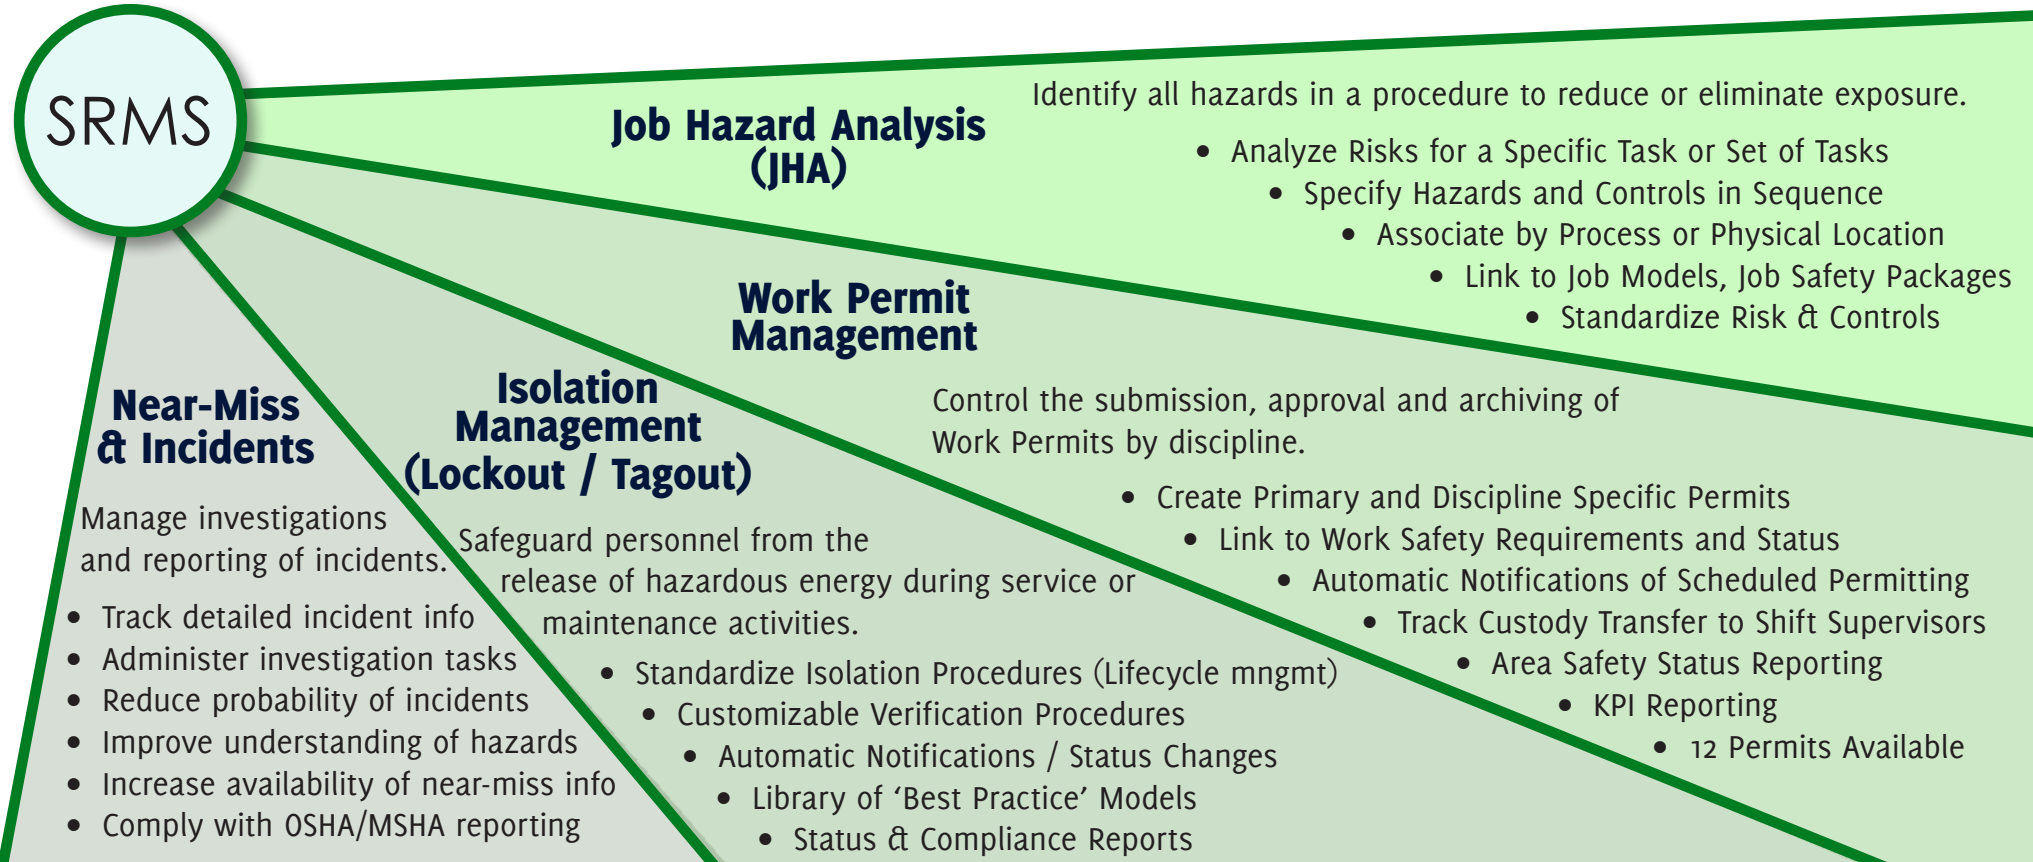 SRMS
Job Hazard Analysis
(JHA)
Identify all hazards in a procedure to reduce or eliminate exposure.
• Analyze Risks for a Specific Task or Set of Tasks
• Specify Hazards and Controls in Sequence
• Associate by Process or Physical Location
• Link to Job Models, Job Safety Packages
• Standardize Risk & Controls
Work Permit
Management
Control the submission, approval and archiving of
Work Permits by discipline.
• Create Primary and Discipline Specific Permits
• Link to Work Safety Requirements and Status
• Automatic Notifications of Scheduled Permitting
• Track Custody Transfer to Shift Supervisors
• Area Safety Status Reporting
• KPI Reporting
• 12 Permits Available
Isolation
Management
(Lockout / Tagout)
Safeguard personnel from the
release of hazardous energy during service or
maintenance activities.
• Standardize Isolation Procedures (Lifecycle mngmt)
• Customizable Verification Procedures
• Automatic Notifications / Status Changes
• Library of ‘Best Practice’ Models
• Status & Compliance Reports
Near-Miss
& Incidents
Manage investigations
and reporting of incidents.
• Track detailed incident info
• Administer investigation tasks
• Reduce probability of incidents
• Improve understanding of hazards
• Increase availability of near-miss info
• Comply with OSHA/MSHA reporting